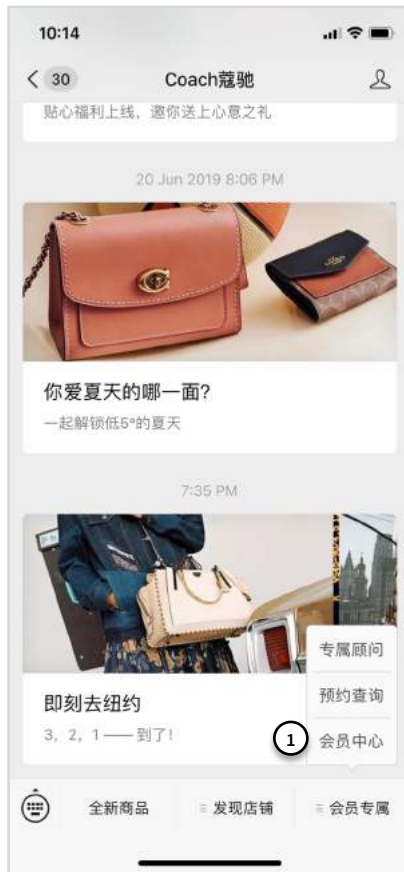 10:14
30
Coach蔻驰
贴心福利上线，邀你送上心意之礼
20 Jun 2019 8:06 PM
你爱夏天的哪一面?
一起解锁低5°的夏天
7:35 PM
即刻去纽约
3，2，1——到了!
专属顾问
预约查询
1 会员中心
全新商品
发现店铺
会员专属